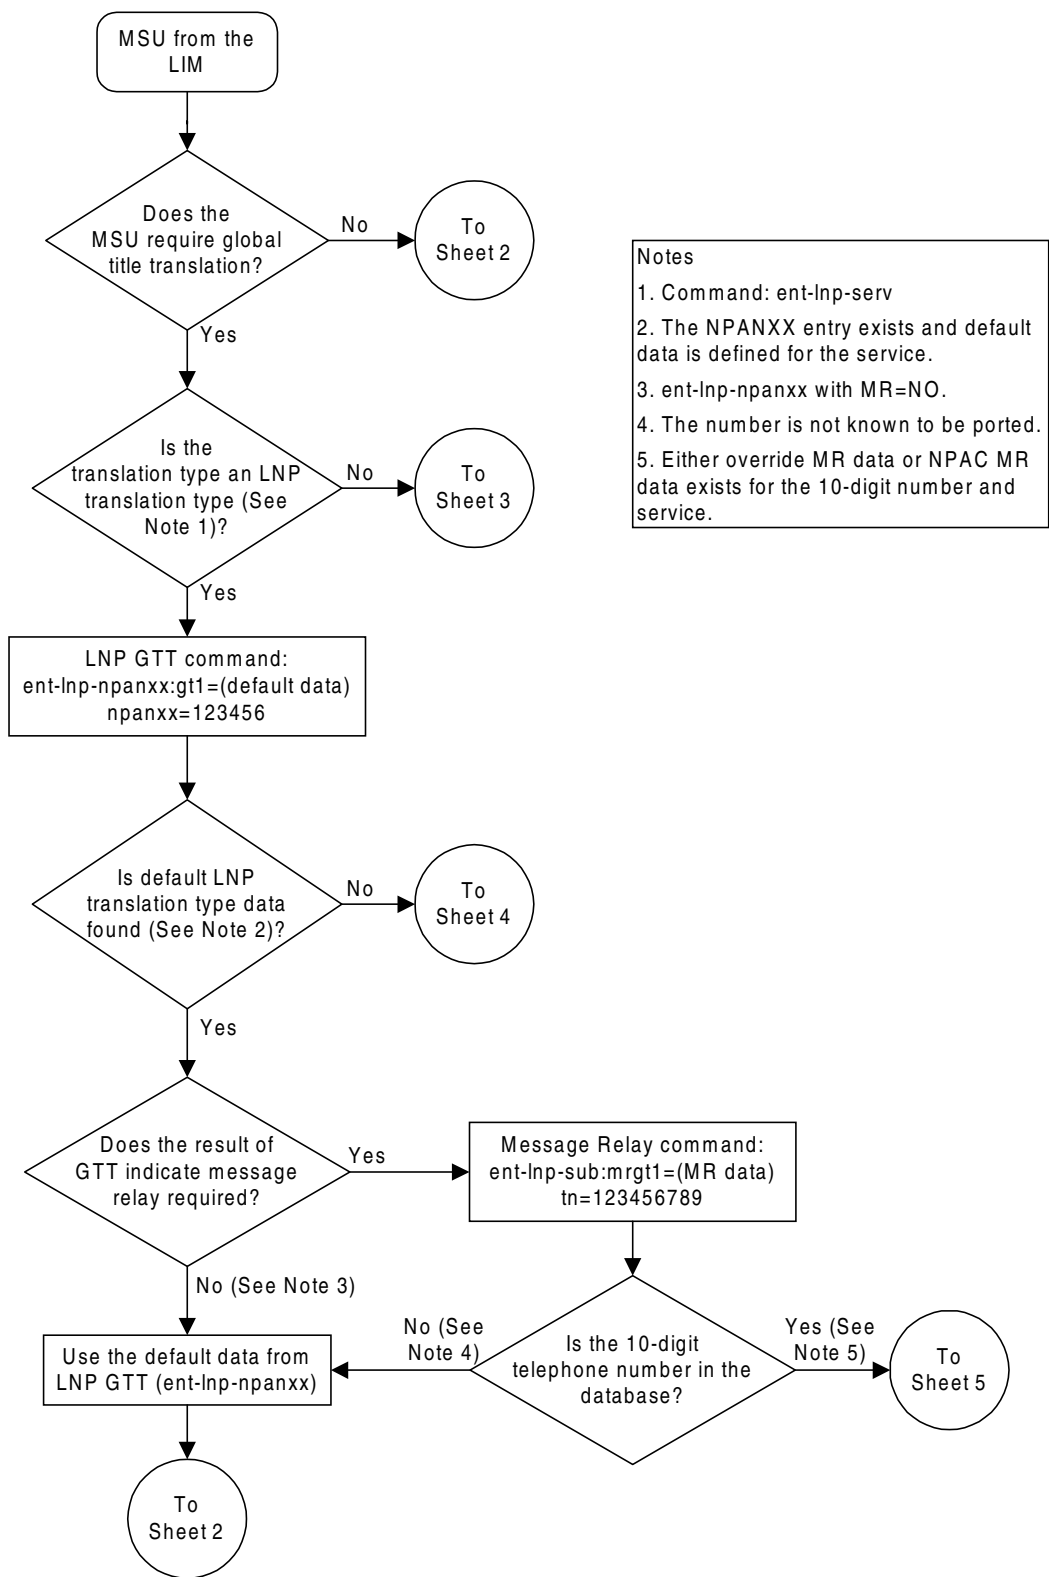 MSU from the
LIM
Does the
MSU require global
title translation?
No
To
Sheet 2
Yes
Is the
translation type an LNP
translation type (See
Note 1)?
No
To
Sheet 3
Yes
Notes
1. Command: ent-lnp-serv
2. The NPANXX entry exists and default
data is defined for the service.
3. ent-lnp-npanxx with MR=NO.
4. The number is not known to be ported.
5. Either override MR data or NPAC MR
data exists for the 10-digit number and
service.
LNP GTT command:
ent-lnp-npanxx:gt1=(default data)
npanxx=123456
Is default LNP
translation type data
found (See Note 2)?
No
To
Sheet 4
Yes
Does the result of
GTT indicate message
relay required?
Yes
Message Relay command:
ent-lnp-sub:mrgt1=(MR data)
tn=123456789
No (See Note 3)
Use the default data from
LNP GTT (ent-lnp-npanxx)
No (See
Note 4)
Is the 10-digit
telephone number in the
database?
Yes (See
Note 5)
To
Sheet 5
To
Sheet 2